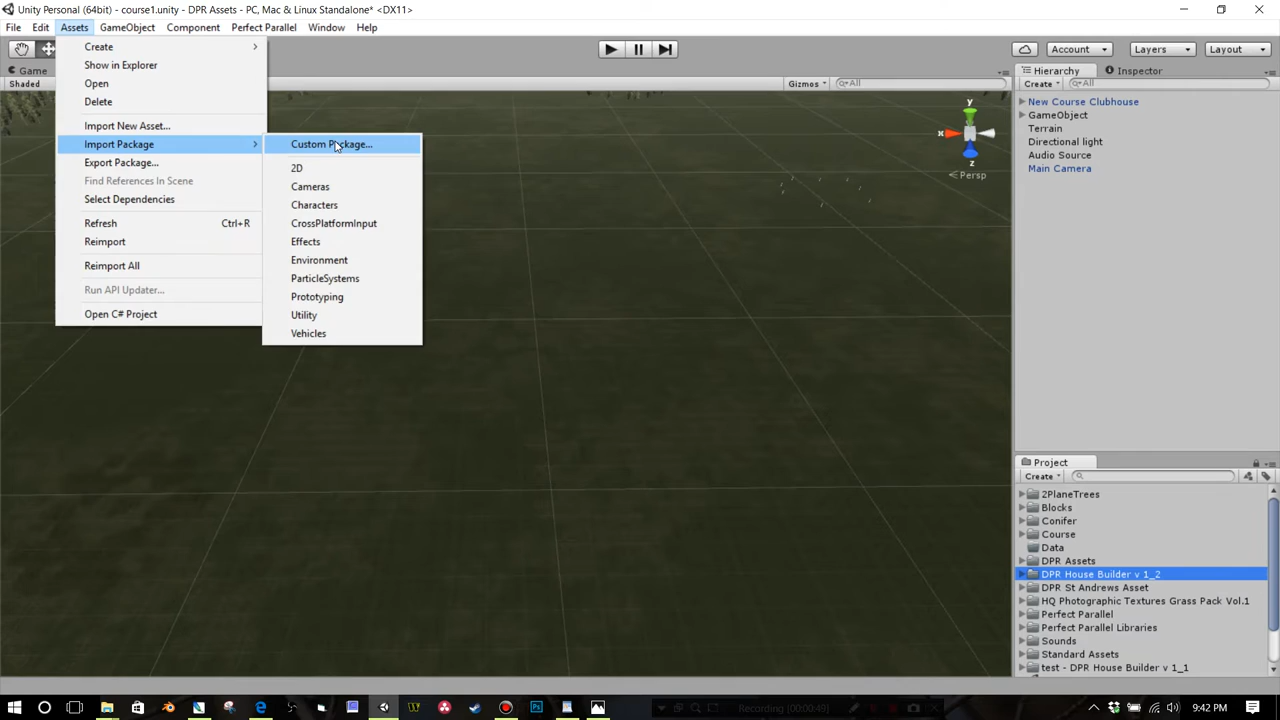 Unity Personal (64bit) - course1.unity - DPR Assets - PC, Mac & Linux Standalone* <DX11>
File Edit Assets GameObject Component Perfect Parallel Window Help
Account Layers Layout
Game
Shaded
Gizmos All
Create
Show in Explorer
Open
Delete
Import New Asset...
Import Package
Export Package...
Find References In Scene
Select Dependencies
Refresh Ctrl+R
Reimport
Reimport All
Run API Updater...
Open C# Project
Custom Package...
2D
Cameras
Characters
CrossPlatformInput
Effects
Environment
ParticleSystems
Prototyping
Utility
Vehicles
y
x
z
Persp
Hierarchy Inspector
Create All
New Course Clubhouse
GameObject
Terrain
Directional light
Audio Source
Main Camera
Project
Create
2PlaneTrees
Blocks
Conifer
Course
Data
DPR Assets
DPR House Builder v 1_2
DPR St Andrews Asset
HQ Photographic Textures Grass Pack Vol.1
Perfect Parallel
Perfect Parallel Libraries
Sounds
Standard Assets
test - DPR House Builder v 1_1
Recording [00:00:49]
9:42 PM